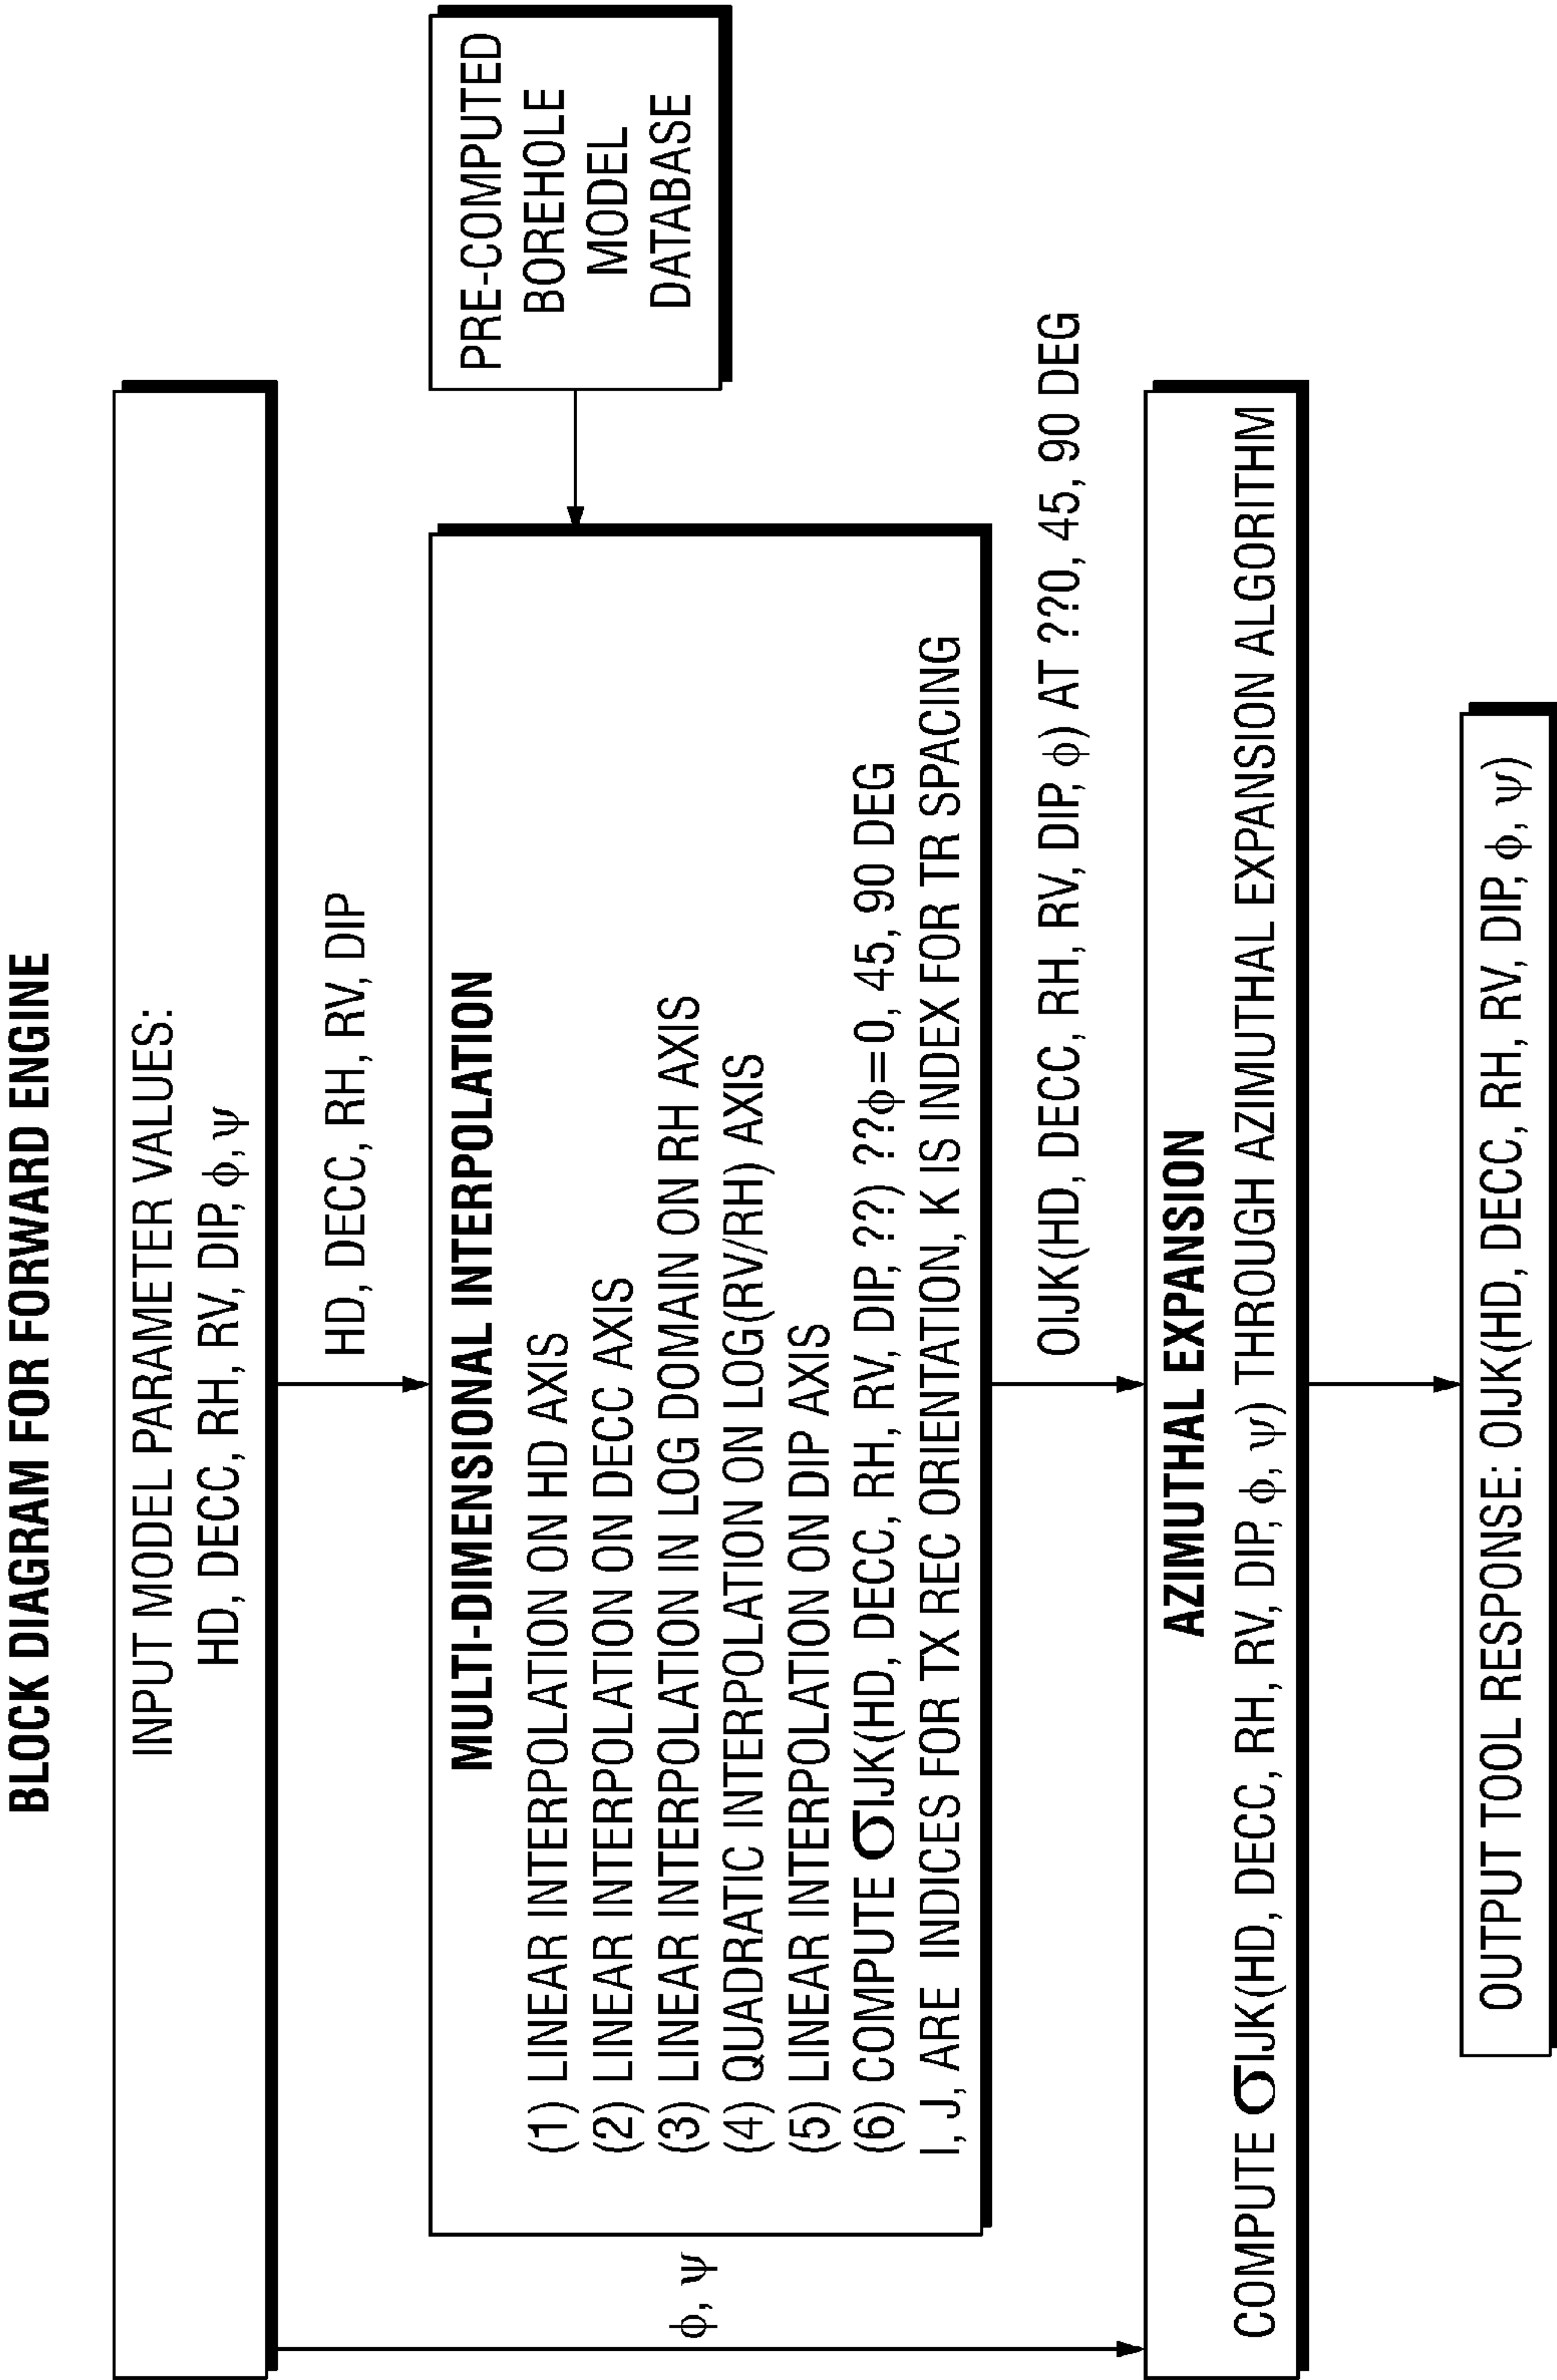 BLOCK DIAGRAM FOR FORWARD ENGINE
INPUT MODEL PARAMETER VALUES:
HD, DECC, RH, RV, DIP, ϕ, ψ
HD, DECC, RH, RV, DIP
ϕ, ψ
MULTI-DIMENSIONAL INTERPOLATION
(1) LINEAR INTERPOLATION ON HD AXIS
(2) LINEAR INTERPOLATION ON DECC AXIS
(3) LINEAR INTERPOLATION IN LOG DOMAIN ON RH AXIS
(4) QUADRATIC INTERPOLATION ON LOG(RV/RH) AXIS
(5) LINEAR INTERPOLATION ON DIP AXIS
(6) COMPUTE σIJK(HD, DECC, RH, RV, DIP, ??) ??ϕ=0, 45, 90 DEG
I, J, ARE INDICES FOR TX REC ORIENTATION, K IS INDEX FOR TR SPACING
PRE-COMPUTED
BOREHOLE
MODEL
DATABASE
OIJK(HD, DECC, RH, RV, DIP, ϕ) AT ??0, 45, 90 DEG
AZIMUTHAL EXPANSION
COMPUTE σIJK(HD, DECC, RH, RV, DIP, ϕ, ψ) THROUGH AZIMUTHAL EXPANSION ALGORITHM
OUTPUT TOOL RESPONSE: OIJK(HD, DECC, RH, RV, DIP, ϕ, ψ)